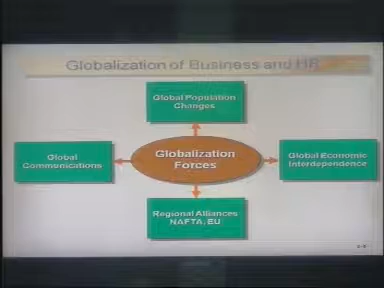 Globalization of Business and HR
Global Population
Changes
Global
Communications
Globalization
Forces
Global Economic
Interdependence
Regional Alliances
NAFTA, EU